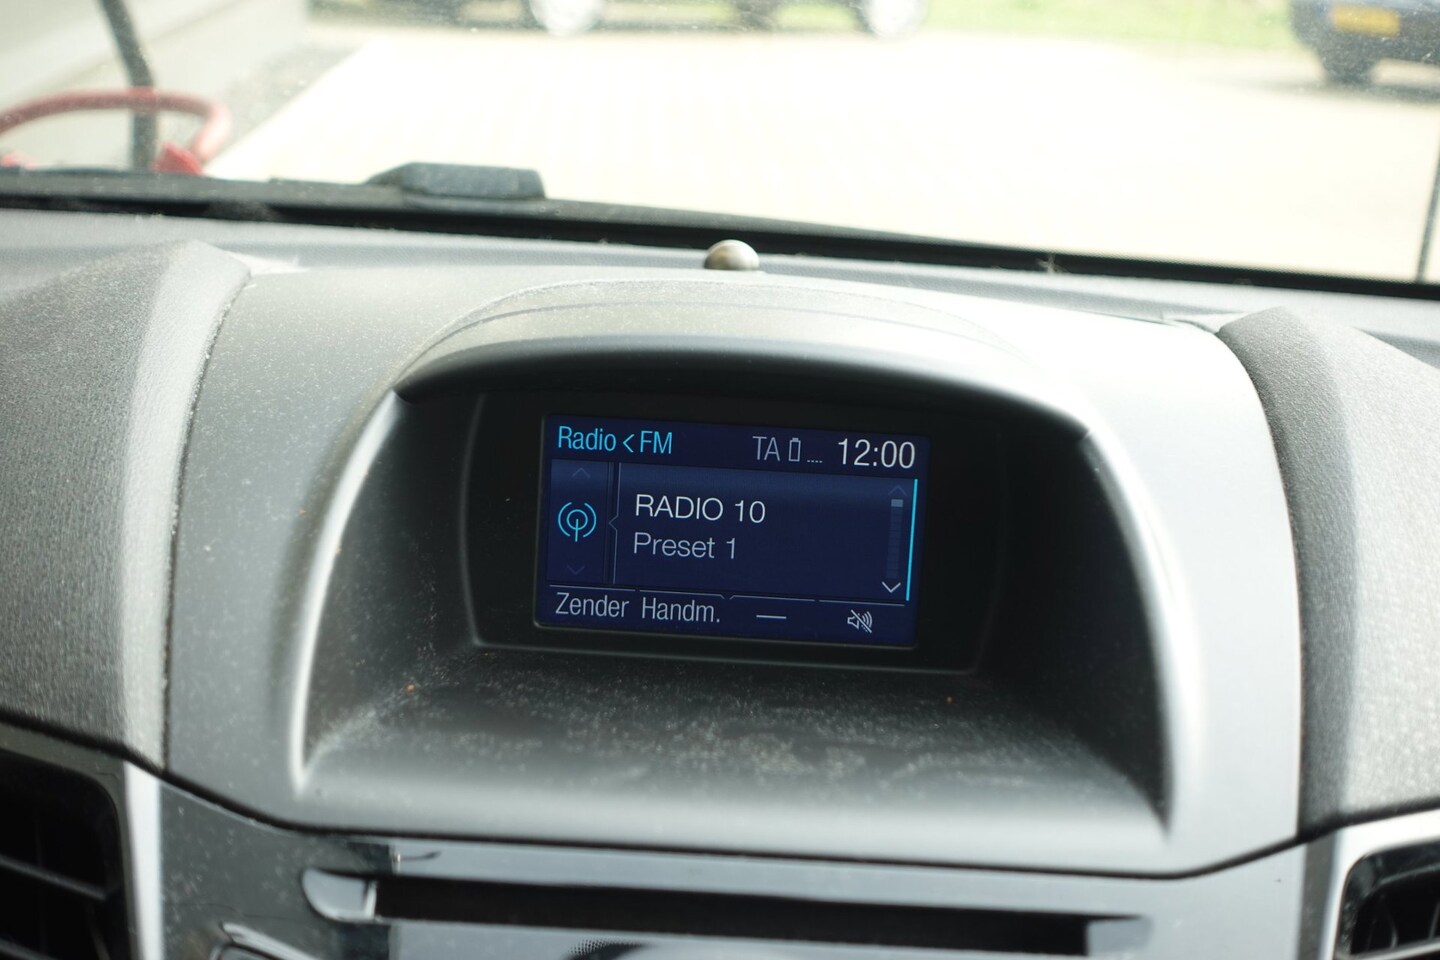 Radio < FM TA .... 12:00
RADIO 10
Preset 1
Zender Handm. —